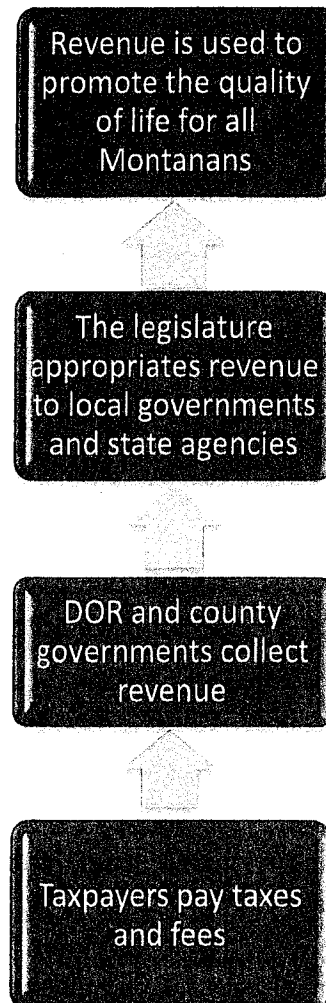 Revenue is used to
promote the quality
of life for all
Montanans
The legislature
appropriates revenue
to local governments
and state agencies
DOR and county
governments collect
revenue
Taxpayers pay taxes
and fees